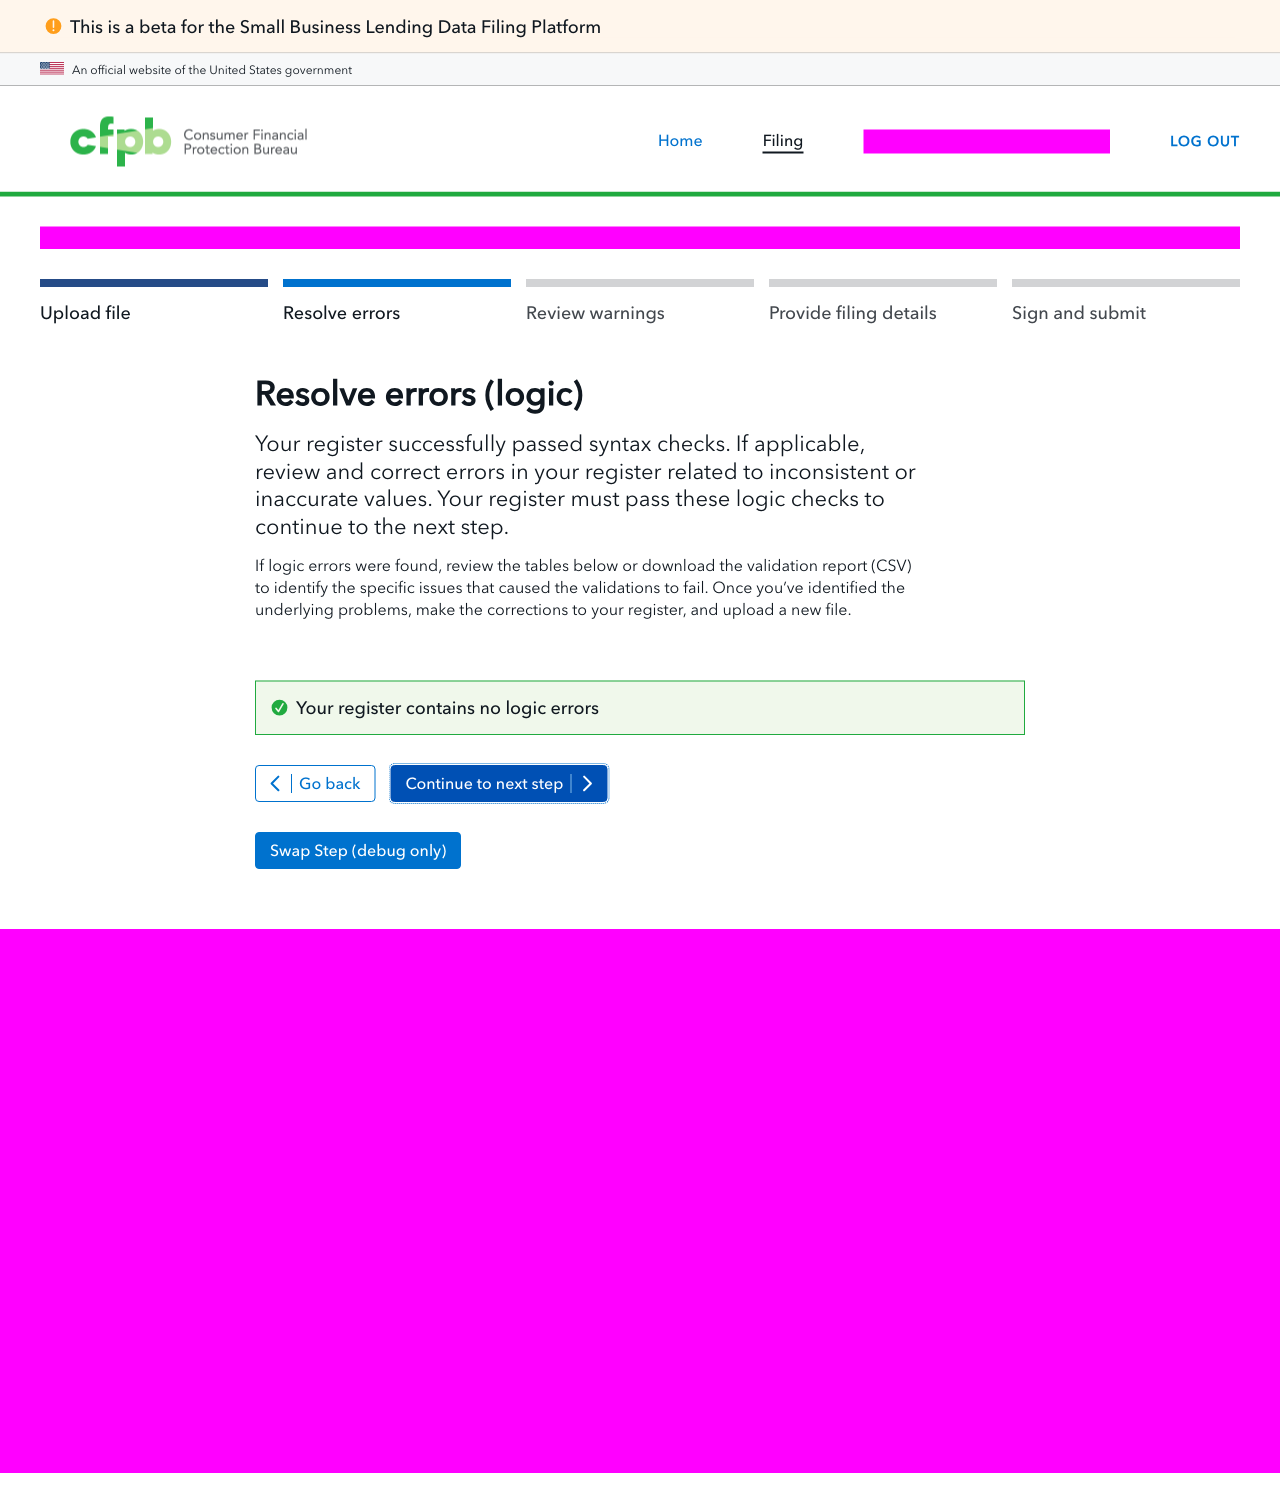 This is a beta for the Small Business Lending Data Filing Platform
An official website of the United States government
cfpb Consumer Financial
Protection Bureau
Home Filing LOG OUT
Upload file Resolve errors Review warnings Provide filing details Sign and submit
Resolve errors (logic)
Your register successfully passed syntax checks. If applicable,
review and correct errors in your register related to inconsistent or
inaccurate values. Your register must pass these logic checks to
continue to the next step.
If logic errors were found, review the tables below or download the validation report (CSV)
to identify the specific issues that caused the validations to fail. Once you’ve identified the
underlying problems, make the corrections to your register, and upload a new file.
Your register contains no logic errors
Go back Continue to next step
Swap Step (debug only)